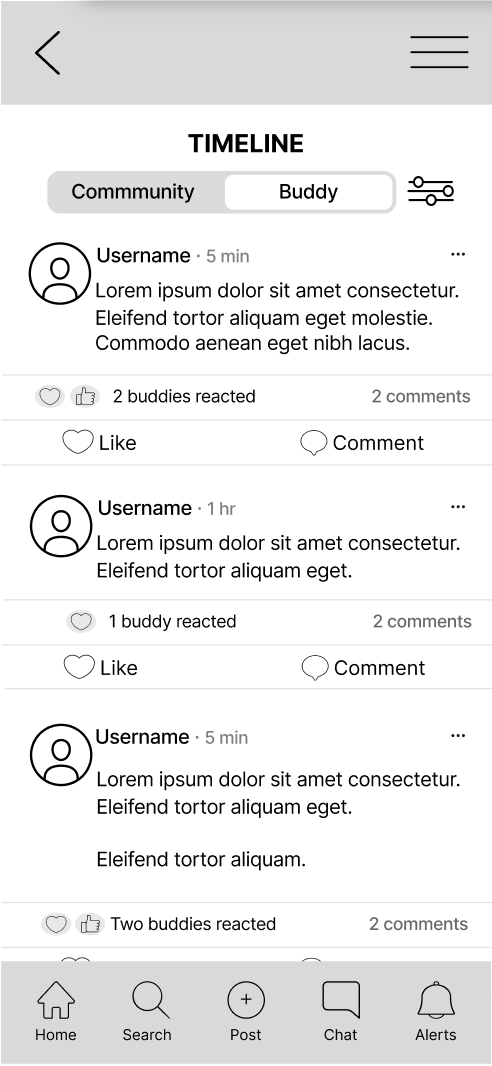 TIMELINE
Commmunity Buddy
Username · 5 min ...
Lorem ipsum dolor sit amet consectetur.
Eleifend tortor aliquam eget molestie.
Commodo aenean eget nibh lacus.
2 buddies reacted 2 comments
Like Comment
Username · 1 hr ...
Lorem ipsum dolor sit amet consectetur.
Eleifend tortor aliquam eget.
1 buddy reacted 2 comments
Like Comment
Username · 5 min ...
Lorem ipsum dolor sit amet consectetur.
Eleifend tortor aliquam eget.
Eleifend tortor aliquam.
Two buddies reacted 2 comments
Home Search Post Chat Alerts